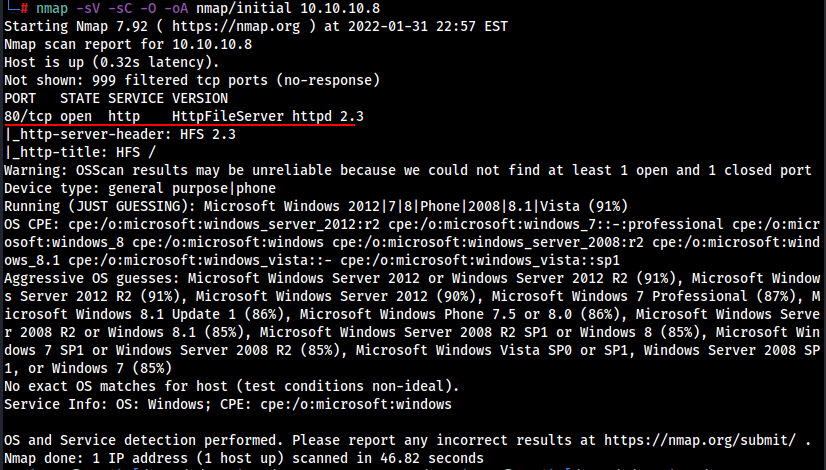 └─# nmap -sV -sC -O -oA nmap/initial 10.10.10.8
Starting Nmap 7.92 ( https://nmap.org ) at 2022-01-31 22:57 EST
Nmap scan report for 10.10.10.8
Host is up (0.32s latency).
Not shown: 999 filtered tcp ports (no-response)
PORT   STATE SERVICE VERSION
80/tcp open  http    HttpFileServer httpd 2.3
|_http-server-header: HFS 2.3
|_http-title: HFS /
Warning: OSScan results may be unreliable because we could not find at least 1 open and 1 closed port
Device type: general purpose|phone
Running (JUST GUESSING): Microsoft Windows 2012|7|8|Phone|2008|8.1|Vista (91%)
OS CPE: cpe:/o:microsoft:windows_server_2012:r2 cpe:/o:microsoft:windows_7::-:professional cpe:/o:micr
osoft:windows_8 cpe:/o:microsoft:windows cpe:/o:microsoft:windows_server_2008:r2 cpe:/o:microsoft:wind
ows_8.1 cpe:/o:microsoft:windows_vista::- cpe:/o:microsoft:windows_vista::sp1
Aggressive OS guesses: Microsoft Windows Server 2012 or Windows Server 2012 R2 (91%), Microsoft Window
s Server 2012 R2 (91%), Microsoft Windows Server 2012 (90%), Microsoft Windows 7 Professional (87%), M
icrosoft Windows 8.1 Update 1 (86%), Microsoft Windows Phone 7.5 or 8.0 (86%), Microsoft Windows Serve
r 2008 R2 or Windows 8.1 (85%), Microsoft Windows Server 2008 R2 SP1 or Windows 8 (85%), Microsoft Win
dows 7 SP1 or Windows Server 2008 R2 (85%), Microsoft Windows Vista SP0 or SP1, Windows Server 2008 SP
1, or Windows 7 (85%)
No exact OS matches for host (test conditions non-ideal).
Service Info: OS: Windows; CPE: cpe:/o:microsoft:windows
OS and Service detection performed. Please report any incorrect results at https://nmap.org/submit/ .
Nmap done: 1 IP address (1 host up) scanned in 46.82 seconds